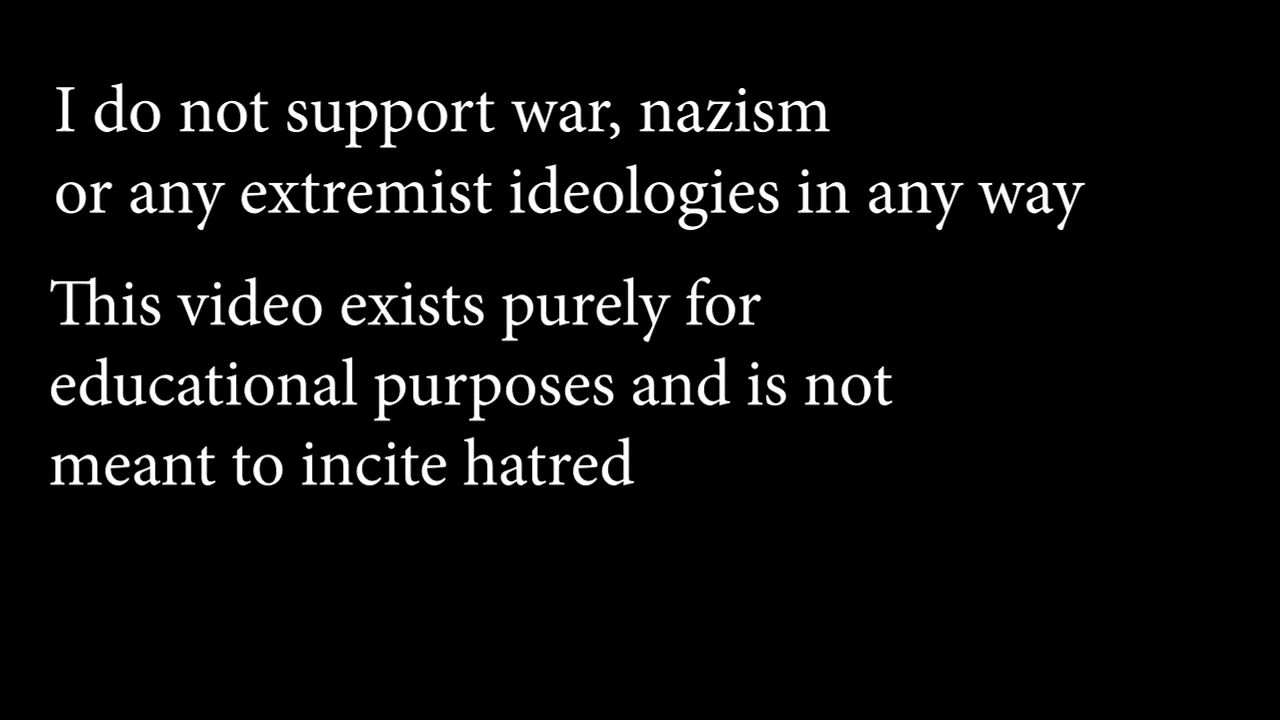 I do not support war, nazism
or any extremist ideologies in any way
This video exists purely for
educational purposes and is not
meant to incite hatred